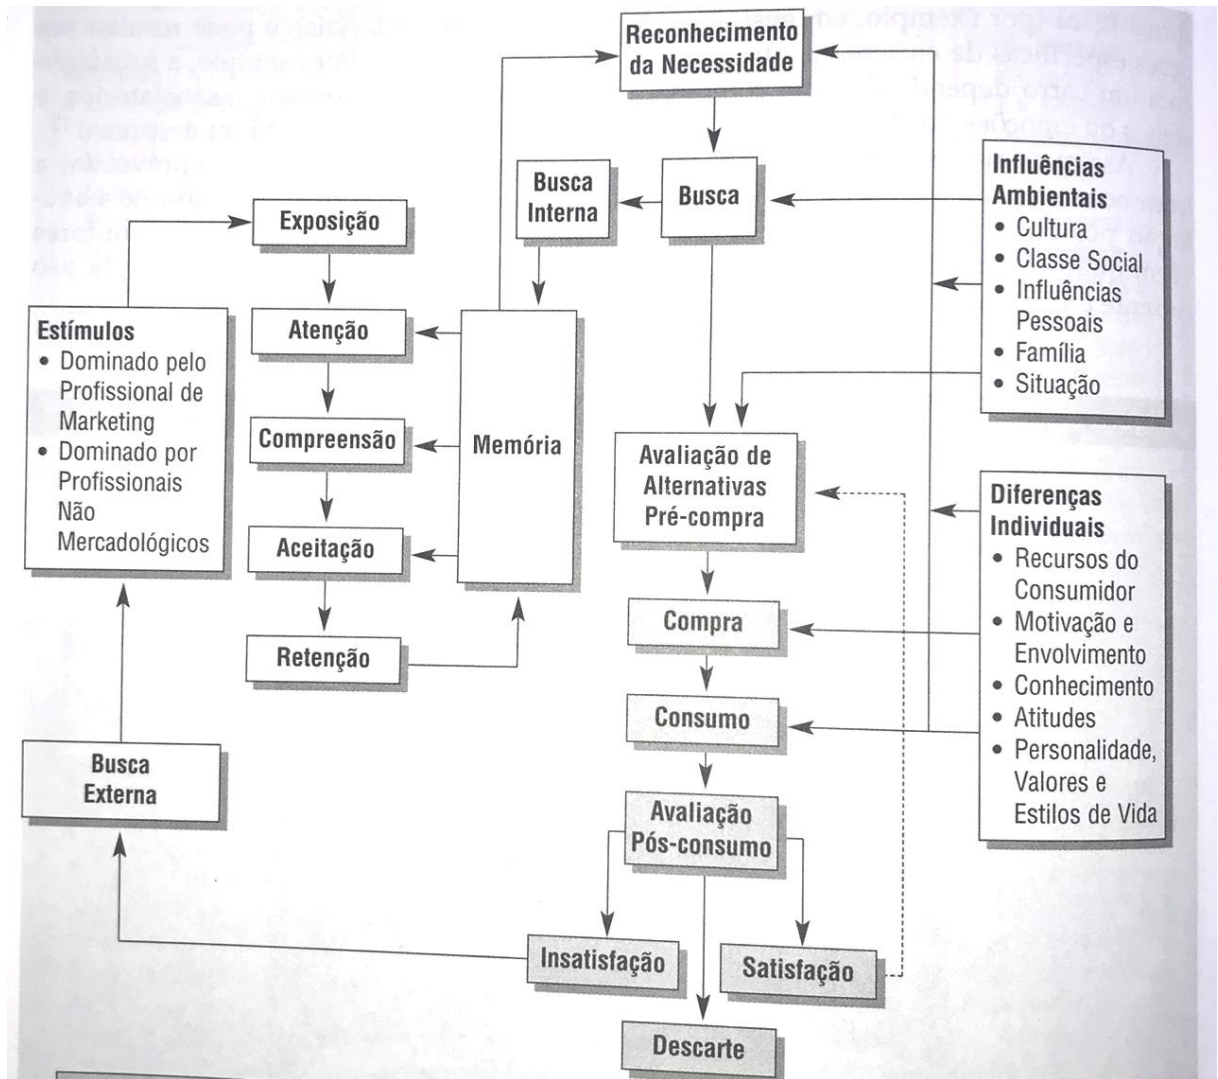 Reconhecimento
da Necessidade
Busca
Interna
Busca
Exposição
Atenção
Compreensão
Aceitação
Retenção
Memória
Estímulos
• Dominado pelo
Profissional de
Marketing
• Dominado por
Profissionais
Não
Mercadológicos
Busca
Externa
Influências
Ambientais
• Cultura
• Classe Social
• Influências
Pessoais
• Família
• Situação
Avaliação de
Alternativas
Pré-compra
Diferenças
Individuais
• Recursos do
Consumidor
• Motivação e
Envolvimento
• Conhecimento
• Atitudes
• Personalidade,
Valores e
Estilos de Vida
Compra
Consumo
Avaliação
Pós-consumo
Insatisfação
Satisfação
Descarte